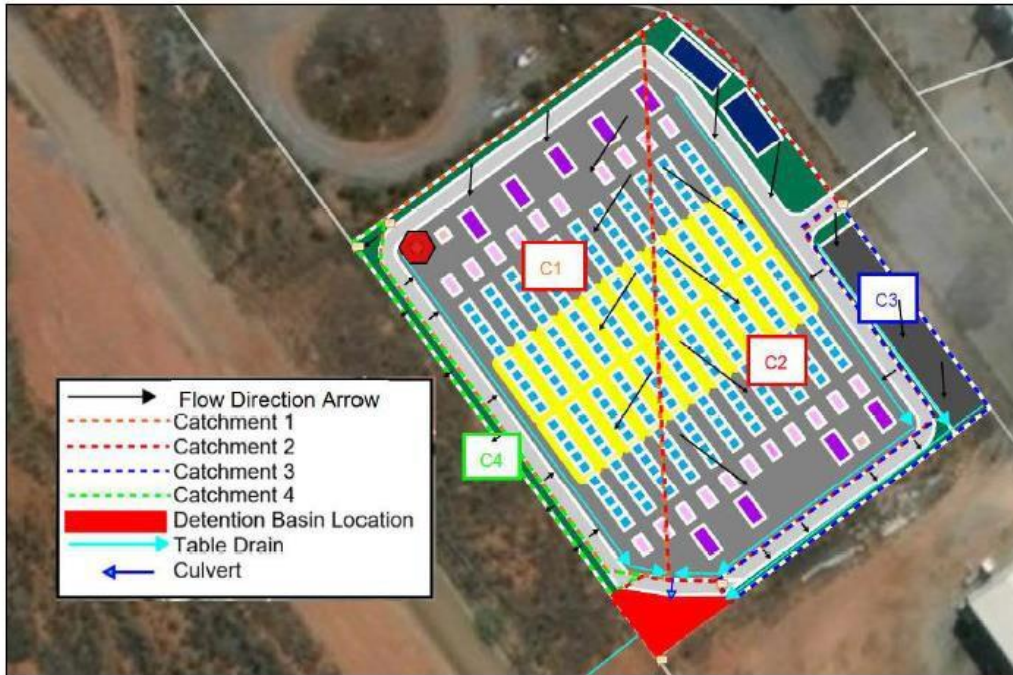 C1
C3
C2
C4
Flow Direction Arrow
Catchment 1
Catchment 2
Catchment 3
Catchment 4
Detention Basin Location
Table Drain
Culvert